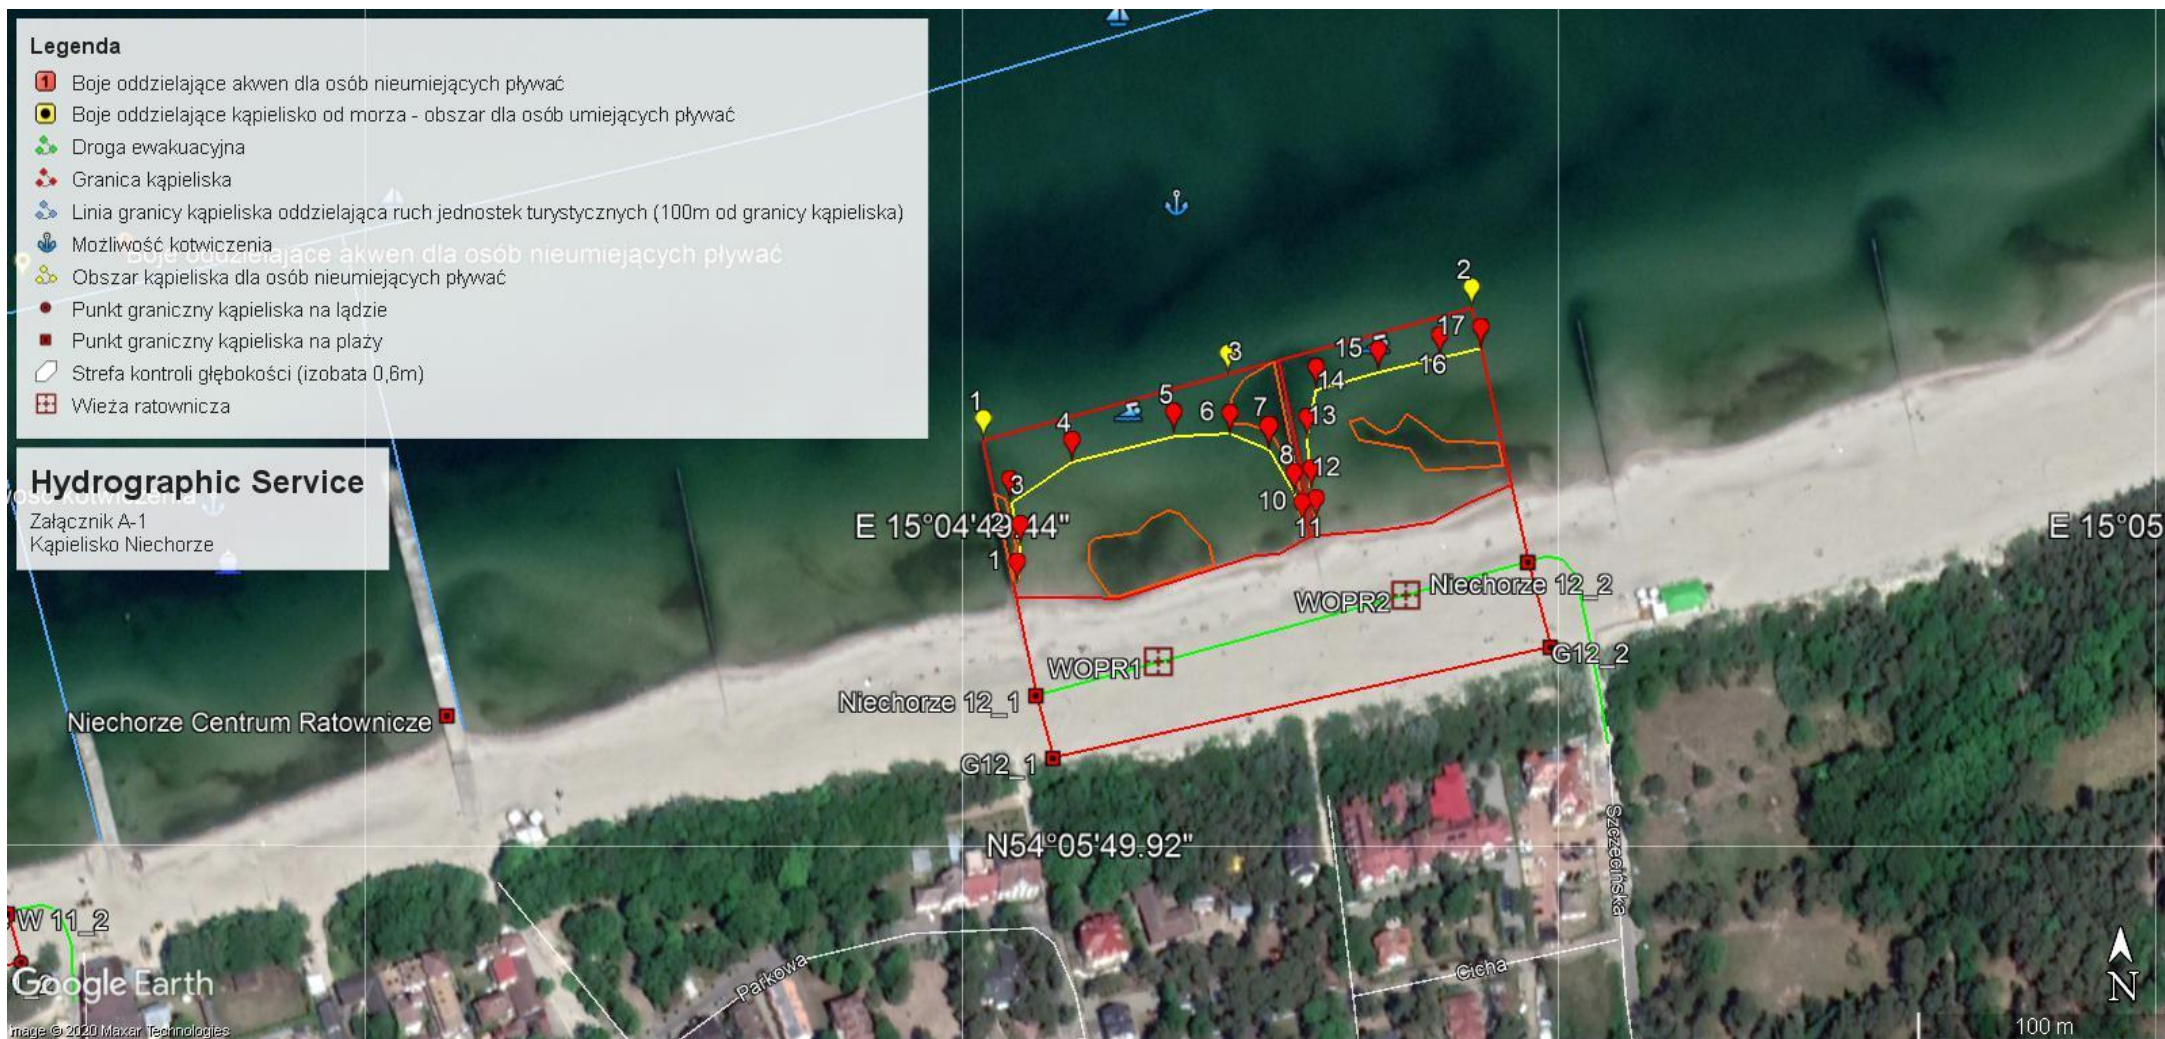 Legenda
1 Boje oddzielające akwen dla osób nieumiejących pływać
Boje oddzielające kąpielisko od morza - obszar dla osób umiejących pływać
Droga ewakuacyjna
Granica kąpieliska
Linia granicy kąpieliska oddzielająca ruch jednostek turystycznych (100m od granicy kąpieliska)
Możliwość kotwiczenia
Boje oddzielające akwen dla osób nieumiejących pływać
Obszar kąpieliska dla osób nieumiejących pływać
Punkt graniczny kąpieliska na lądzie
Punkt graniczny kąpieliska na plaży
Strefa kontroli głębokości (izobata 0,6m)
Wieża ratownicza
Hydrographic Service
Załącznik A-1
Kąpielisko Niechorze
2
17
15
16
3
14
1
5
6
7
13
4
8
12
3
10
11
2
E 15°04'49.44"
E 15°05
1
WOPR2
Niechorze 12_2
WOPR1
G12_2
Niechorze 12_1
Niechorze Centrum Ratownicze
G12_1
N54°05'49.92"
Szczecińska
W 11_2
Parkowa
Cicha
Google Earth
N
Image © 2020 Maxar Technologies
100 m